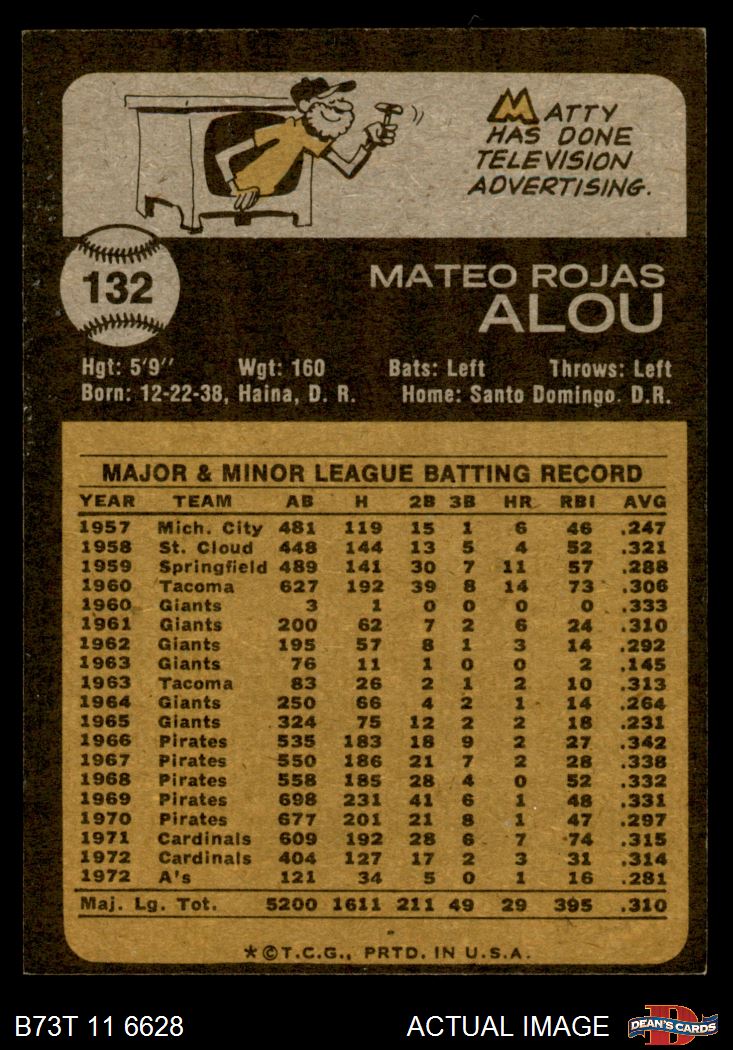 MATTY
HAS DONE
TELEVISION
ADVERTISING.
132
MATEO ROJAS
ALOU
Hgt: 5'9" Wgt: 160 Bats: Left Throws: Left
Born: 12-22-38, Haina, D. R. Home: Santo Domingo. D.R.
MAJOR & MINOR LEAGUE BATTING RECORD
YEAR TEAM AB H 2B 3B HR RBI AVG
1957 Mich. City 481 119 15 1 6 46 .247
1958 St. Cloud 448 144 13 5 4 52 .321
1959 Springfield 489 141 30 7 11 57 .288
1960 Tacoma 627 192 39 8 14 73 .306
1960 Giants 3 1 0 0 0 0 .333
1961 Giants 200 62 7 2 6 24 .310
1962 Giants 195 57 8 1 3 14 .292
1963 Giants 76 11 1 0 0 2 .145
1963 Tacoma 83 26 2 1 2 10 .313
1964 Giants 250 66 4 2 1 14 .264
1965 Giants 324 75 12 2 2 18 .231
1966 Pirates 535 183 18 9 2 27 .342
1967 Pirates 550 186 21 7 2 28 .338
1968 Pirates 558 185 28 4 0 52 .332
1969 Pirates 698 231 41 6 1 48 .331
1970 Pirates 677 201 21 8 1 47 .297
1971 Cardinals 609 192 28 6 7 74 .315
1972 Cardinals 404 127 17 2 3 31 .314
1972 A's 121 34 5 0 1 16 .281
Maj. Lg. Tot. 5200 1611 211 49 29 395 .310
*©T.C.G., PRTD. IN U.S.A.
B73T 11 6628 ACTUAL IMAGE DEAN'S CARDS